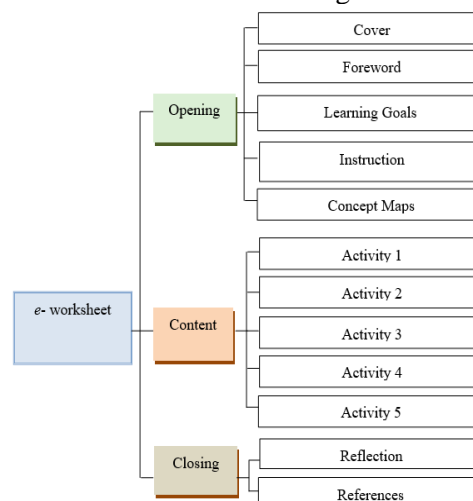 Cover
Foreword
Opening
Learning Goals
Instruction
Concept Maps
Activity 1
Activity 2
e- worksheet
Content
Activity 3
Activity 4
Activity 5
Closing
Reflection
References